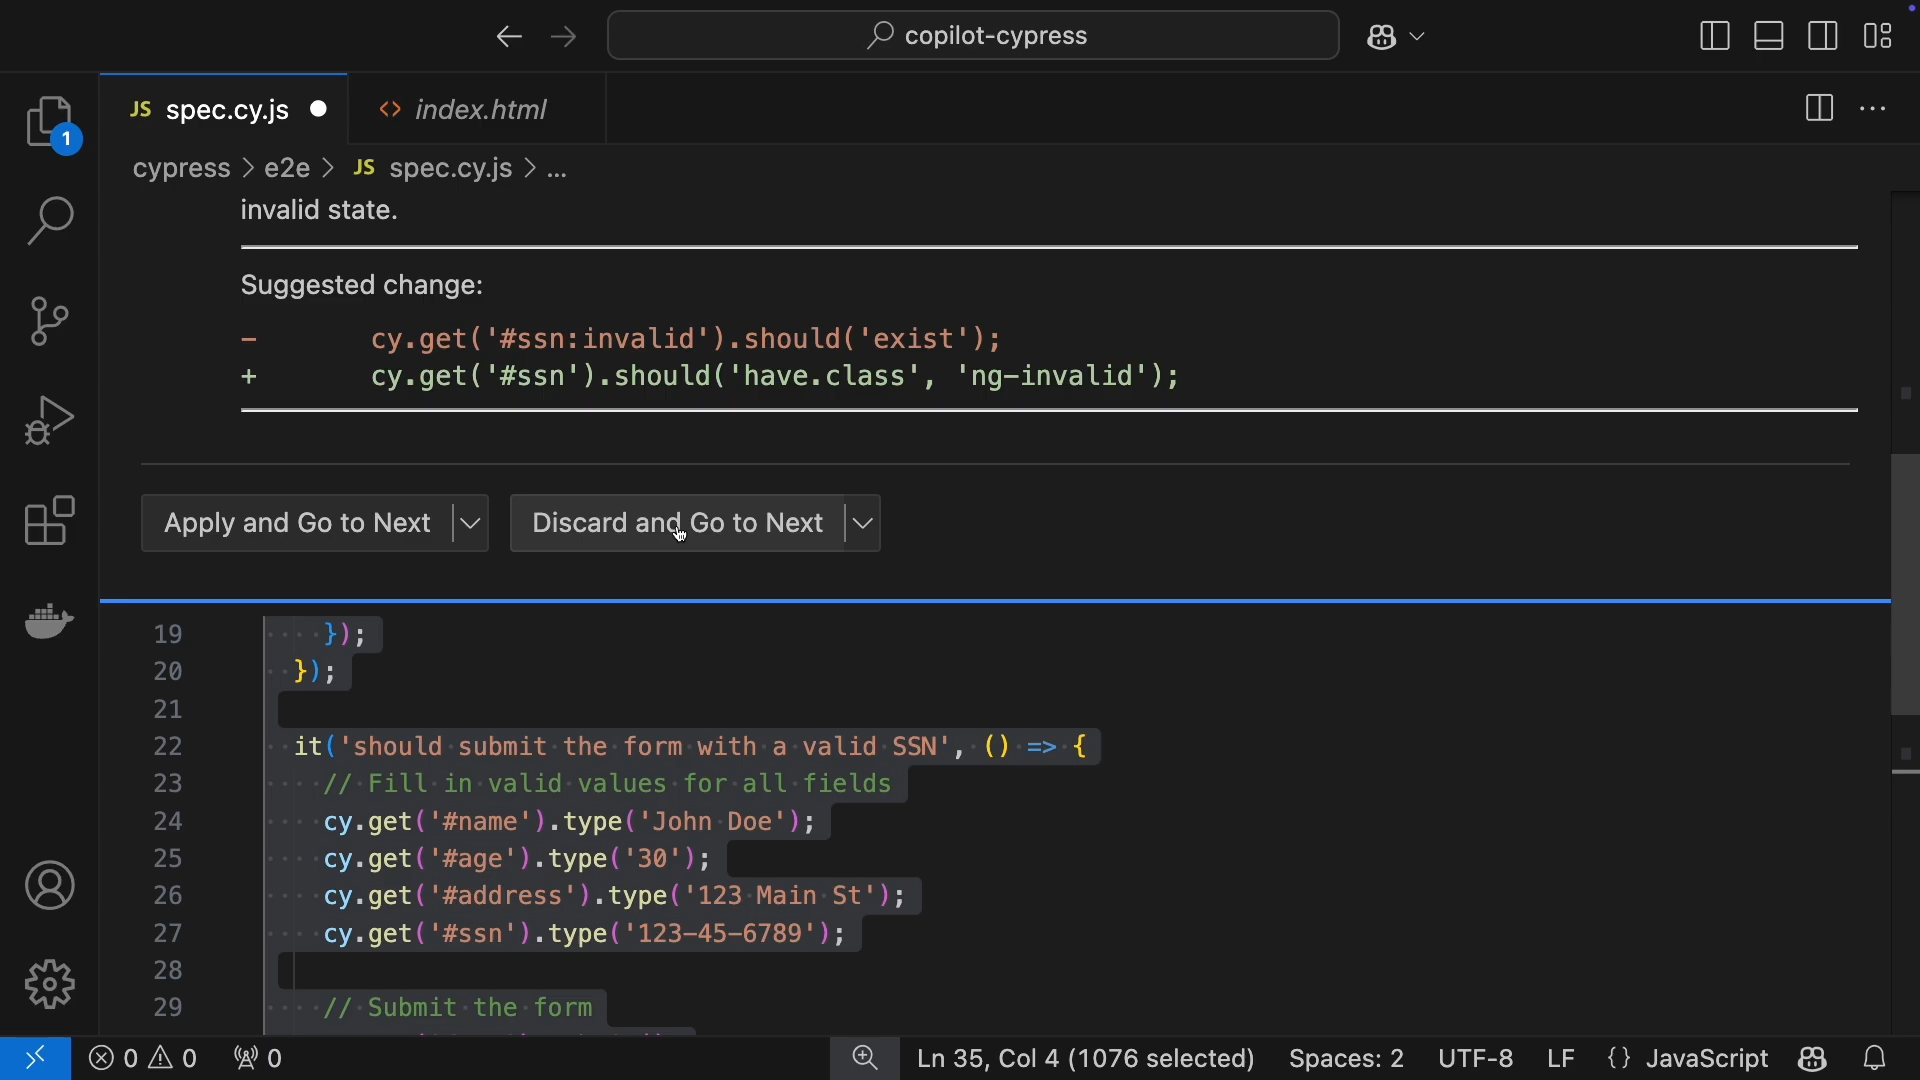 copilot-cypress
JS spec.cy.js
<> index.html
1
cypress > e2e > JS spec.cy.js > ...
invalid state.
Suggested change:
- cy.get('#ssn:invalid').should('exist');
+ cy.get('#ssn').should('have.class', 'ng-invalid');
Apply and Go to Next
Discard and Go to Next
19 });
20 });
21
22 it('should submit the form with a valid SSN', () => {
23 // Fill in valid values for all fields
24 cy.get('#name').type('John Doe');
25 cy.get('#age').type('30');
26 cy.get('#address').type('123 Main St');
27 cy.get('#ssn').type('123-45-6789');
28
29 // Submit the form
0 0 0 Ln 35, Col 4 (1076 selected) Spaces: 2 UTF-8 LF {} JavaScript